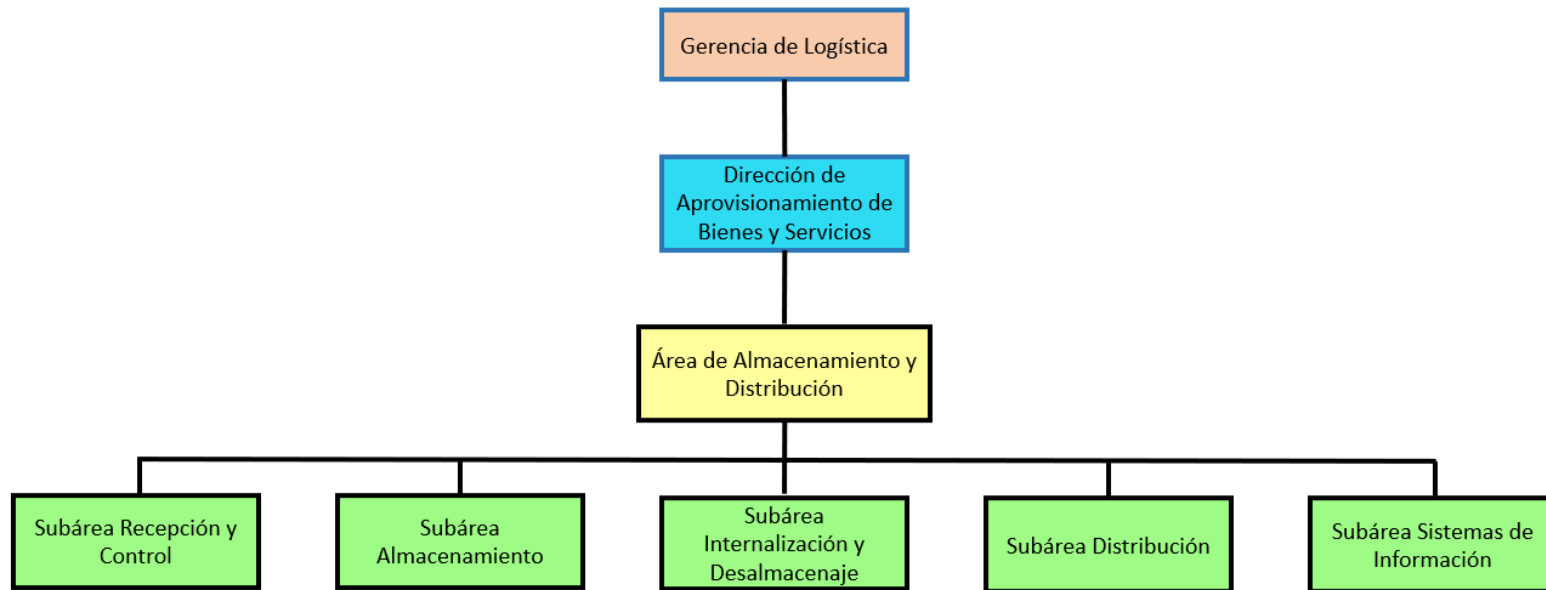 Gerencia de Logística
Dirección de
Aprovisionamiento de
Bienes y Servicios
Área de Almacenamiento y
Distribución
Subárea Recepción y
Control
Subárea
Almacenamiento
Subárea
Internalización y
Desalmacenaje
Subárea Distribución
Subárea Sistemas de
Información